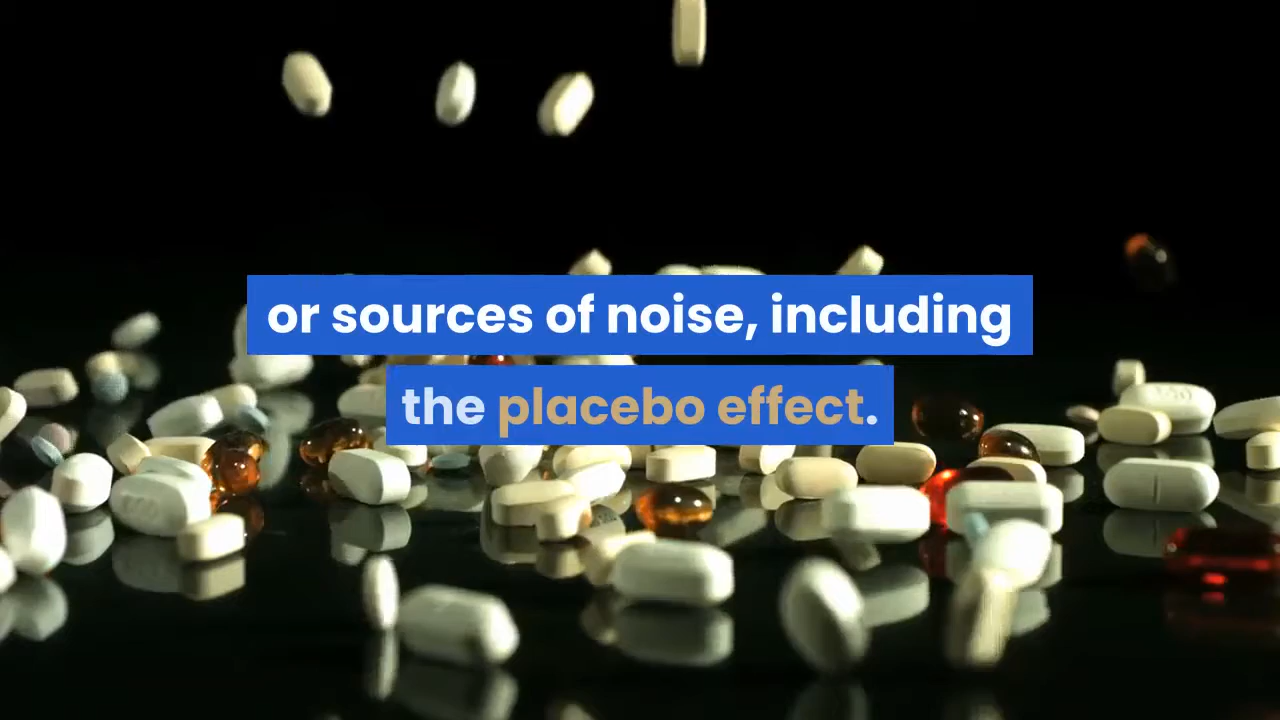 or sources of noise, including
the placebo effect.